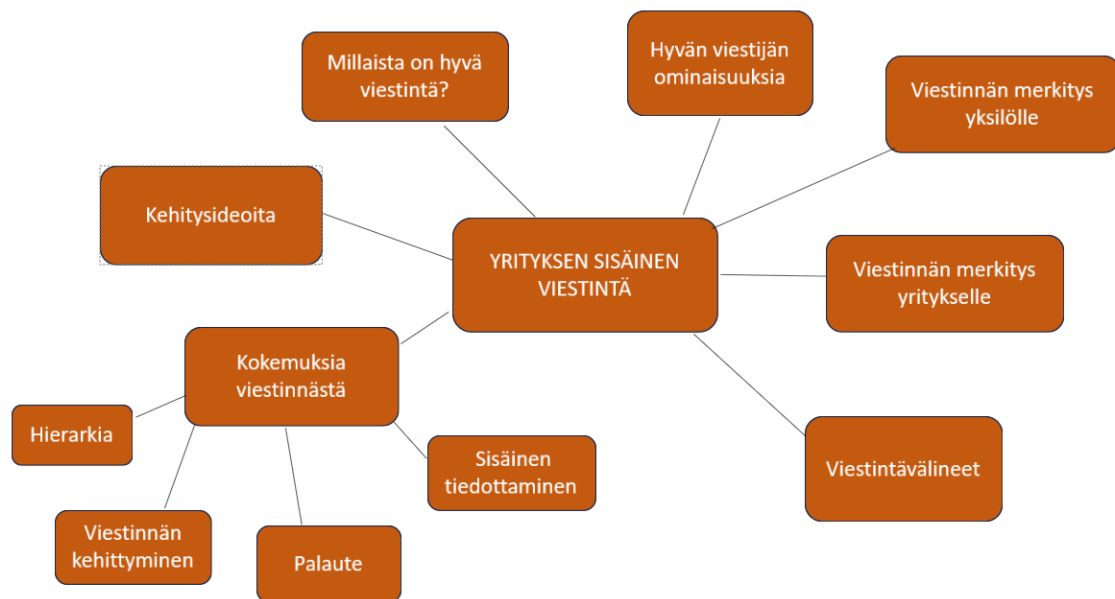 Millaista on hyvä
viestintä?
Hyvän viestijän
ominaisuuksia
Viestinnän merkitys
yksilölle
Kehitysideoita
YRITYKSEN SISÄINEN
VIESTINTÄ
Viestinnän merkitys
yritykselle
Kokemuksia
viestinnästä
Hierarkia
Sisäinen
tiedottaminen
Viestintävälineet
Viestinnän
kehittyminen
Palaute